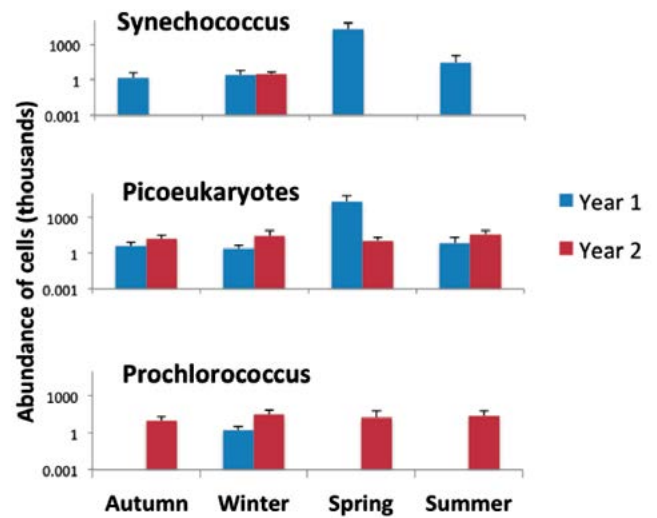 Synechococcus
1000
1
0.001
Picoeukaryotes
1000
1
0.001
Prochlorococcus
1000
1
0.001
Autumn Winter Spring Summer
Abundance of cells (thousands)
Year 1
Year 2